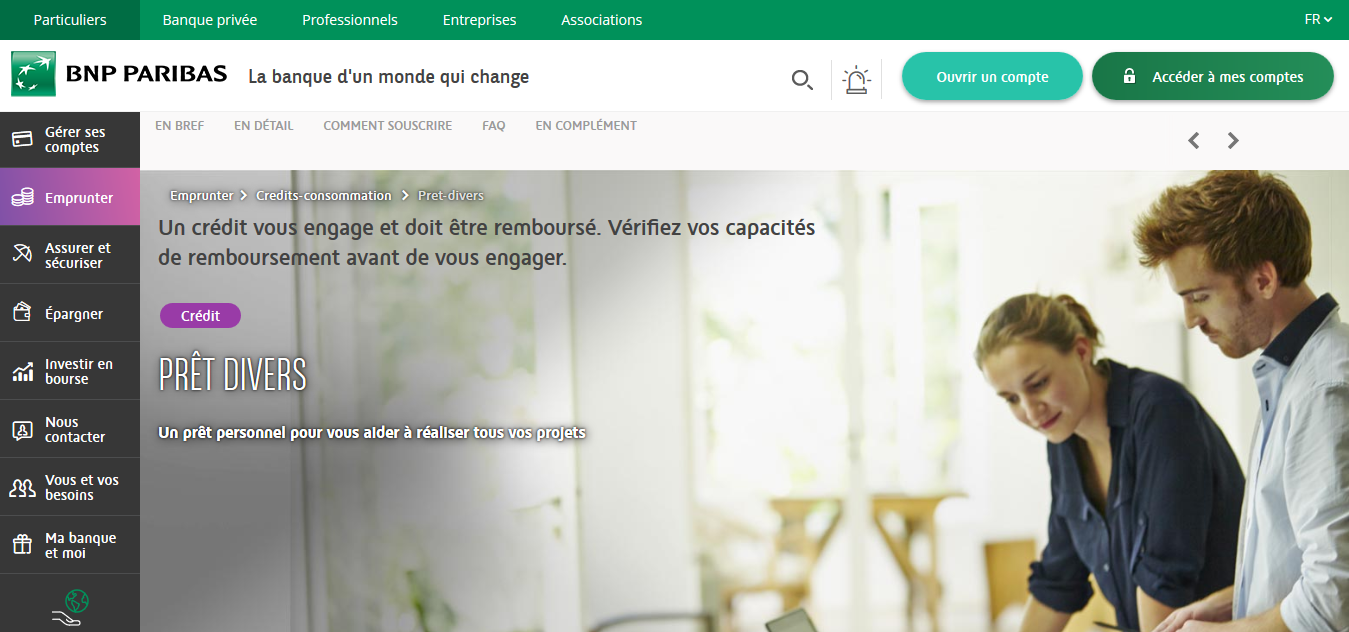 Particuliers Banque privée Professionnels Entreprises Associations FR
BNP PARIBAS La banque d'un monde qui change Ouvrir un compte Accéder à mes comptes
EN BREF EN DÉTAIL COMMENT SOUSCRIRE FAQ EN COMPLÉMENT
Gérer ses
comptes
Emprunter
Assurer et
sécuriser
Épargner
Investir en
bourse
Nous
contacter
Vous et vos
besoins
Ma banque
et moi
Emprunter Credits-consommation Pret-divers
Un crédit vous engage et doit être remboursé. Vérifiez vos capacités
de remboursement avant de vous engager.
Crédit
PRÊT DIVERS
Un prêt personnel pour vous aider à réaliser tous vos projets